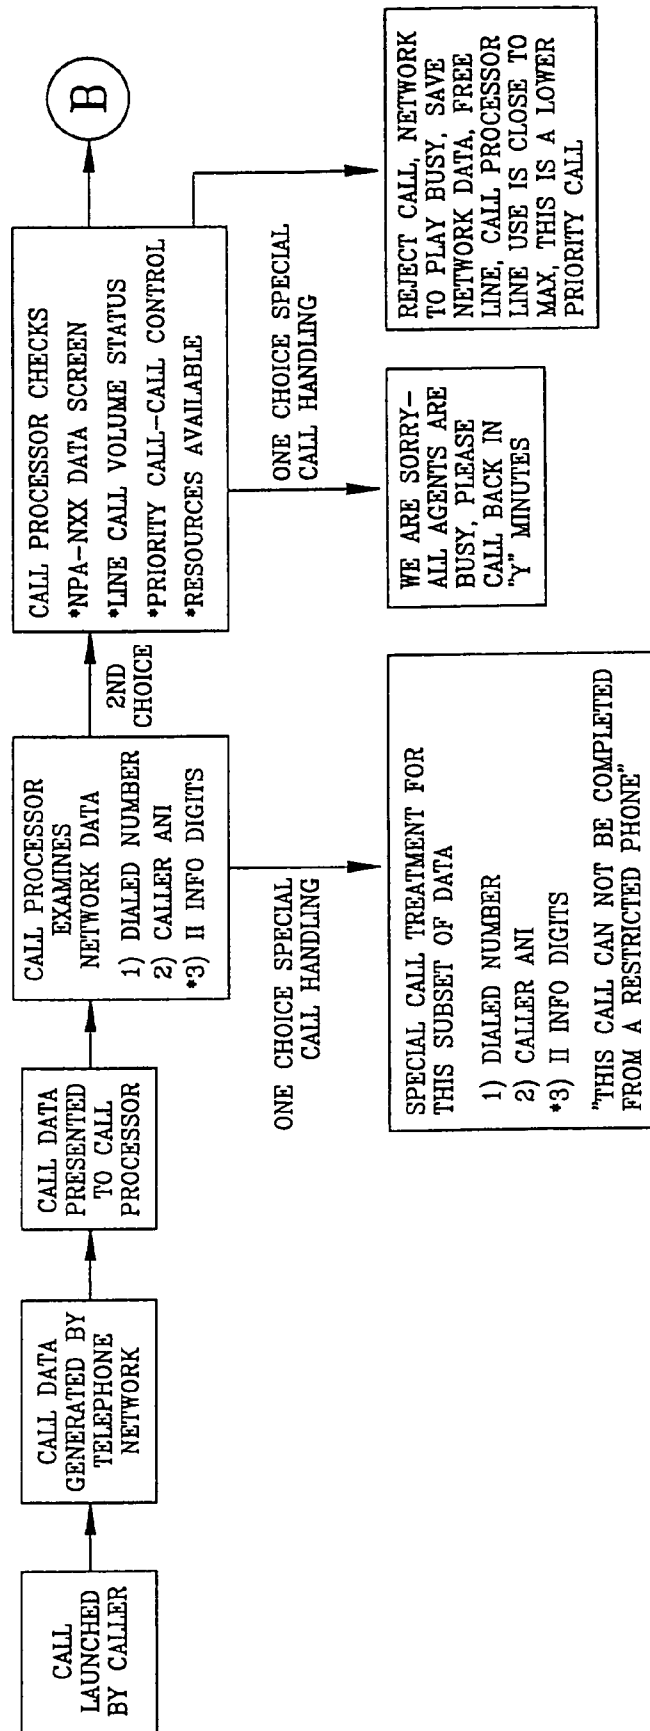 CALL
LAUNCHED
BY CALLER
CALL DATA
GENERATED BY
TELEPHONE
NETWORK
CALL DATA
PRESENTED
TO CALL
PROCESSOR
CALL PROCESSOR
EXAMINES
NETWORK DATA
1) DIALED NUMBER
2) CALLER ANI
*3) II INFO DIGITS
2ND
CHOICE
CALL PROCESSOR CHECKS
*NPA-NXX DATA SCREEN
*LINE CALL VOLUME STATUS
*PRIORITY CALL-CALL CONTROL
*RESOURCES AVAILABLE
B
ONE CHOICE SPECIAL
CALL HANDLING
ONE CHOICE SPECIAL
CALL HANDLING
SPECIAL CALL TREATMENT FOR
THIS SUBSET OF DATA
1) DIALED NUMBER
2) CALLER ANI
*3) II INFO DIGITS
"THIS CALL CAN NOT BE COMPLETED
FROM A RESTRICTED PHONE"
WE ARE SORRY-
ALL AGENTS ARE
BUSY, PLEASE
CALL BACK IN
"Y" MINUTES
REJECT CALL, NETWORK
TO PLAY BUSY, SAVE
NETWORK DATA, FREE
LINE, CALL PROCESSOR
LINE USE IS CLOSE TO
MAX, THIS IS A LOWER
PRIORITY CALL